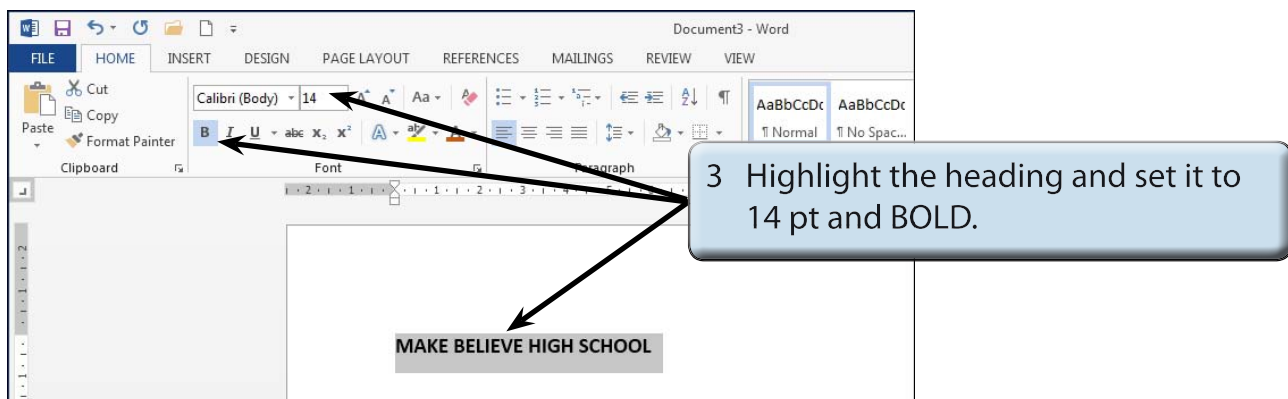 Document3 - Word
FILE HOME INSERT DESIGN PAGE LAYOUT REFERENCES MAILINGS REVIEW VIEW
Cut
Copy
Format Painter
Paste
Calibri (Body) 14 Aa
B I U abc X₂ X² A
AaBbCcDc AaBbCcDc
¶ Normal ¶ No Spac...
Clipboard Font Paragraph
3 Highlight the heading and set it to
14 pt and BOLD.
MAKE BELIEVE HIGH SCHOOL